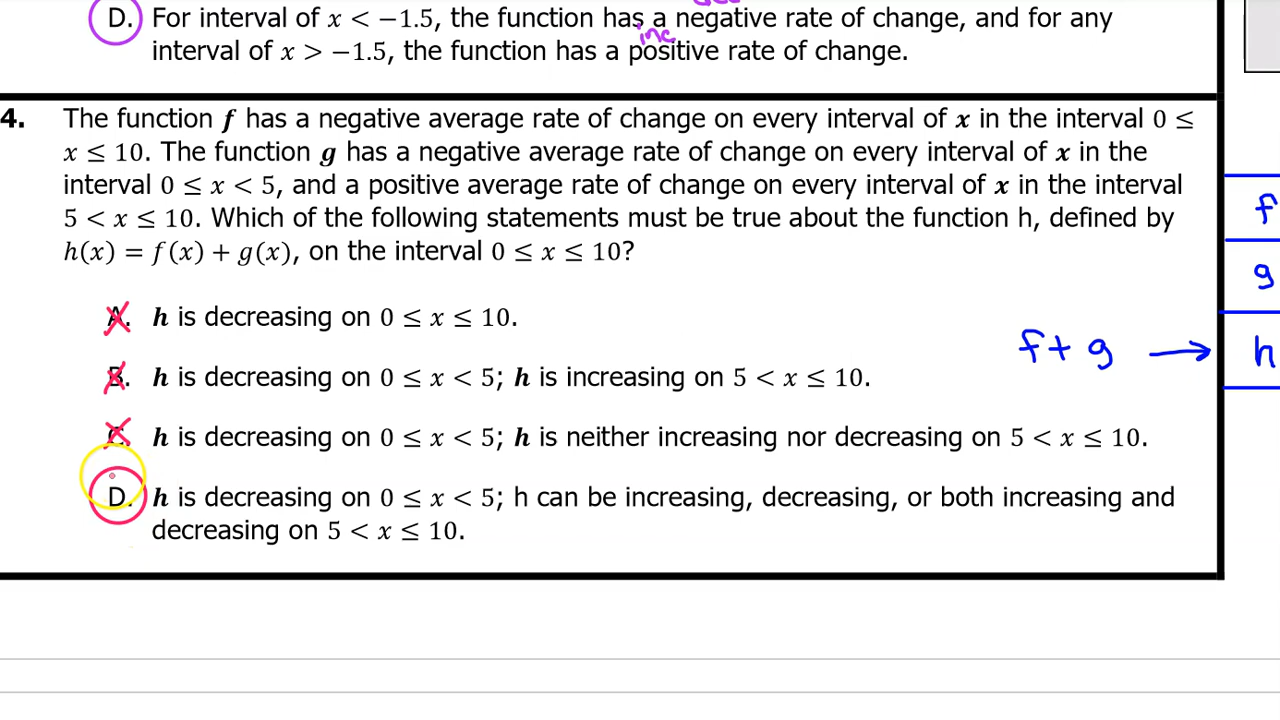 D. For interval of x < −1.5, the function has a negative rate of change, and for any
inc
interval of x > −1.5, the function has a positive rate of change.
4. The function f has a negative average rate of change on every interval of x in the interval 0 ≤
x ≤ 10. The function g has a negative average rate of change on every interval of x in the
interval 0 ≤ x < 5, and a positive average rate of change on every interval of x in the interval
5 < x ≤ 10. Which of the following statements must be true about the function h, defined by
h(x) = f(x) + g(x), on the interval 0 ≤ x ≤ 10?
A. h is decreasing on 0 ≤ x ≤ 10.
B. h is decreasing on 0 ≤ x < 5; h is increasing on 5 < x ≤ 10.
C. h is decreasing on 0 ≤ x < 5; h is neither increasing nor decreasing on 5 < x ≤ 10.
D. h is decreasing on 0 ≤ x < 5; h can be increasing, decreasing, or both increasing and
decreasing on 5 < x ≤ 10.
f
g
f + g → h